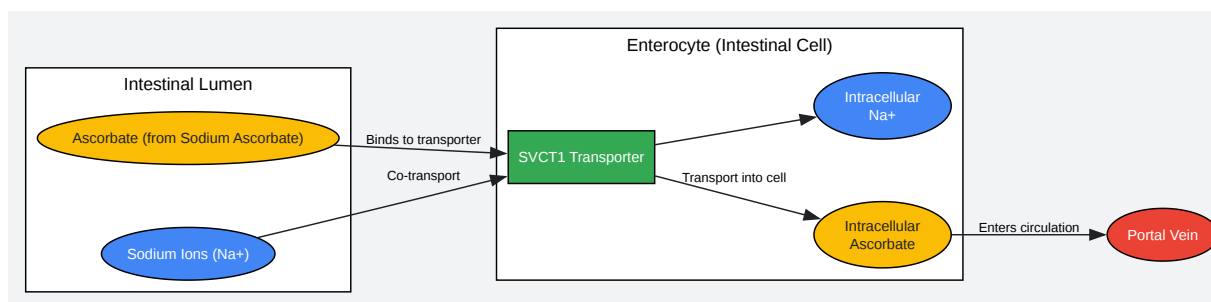 Intestinal Lumen
Ascorbate (from Sodium Ascorbate)
Sodium Ions (Na+)
Binds to transporter
Co-transport
Enterocyte (Intestinal Cell)
SVCT1 Transporter
Transport into cell
Intracellular
Na+
Intracellular
Ascorbate
Enters circulation
Portal Vein